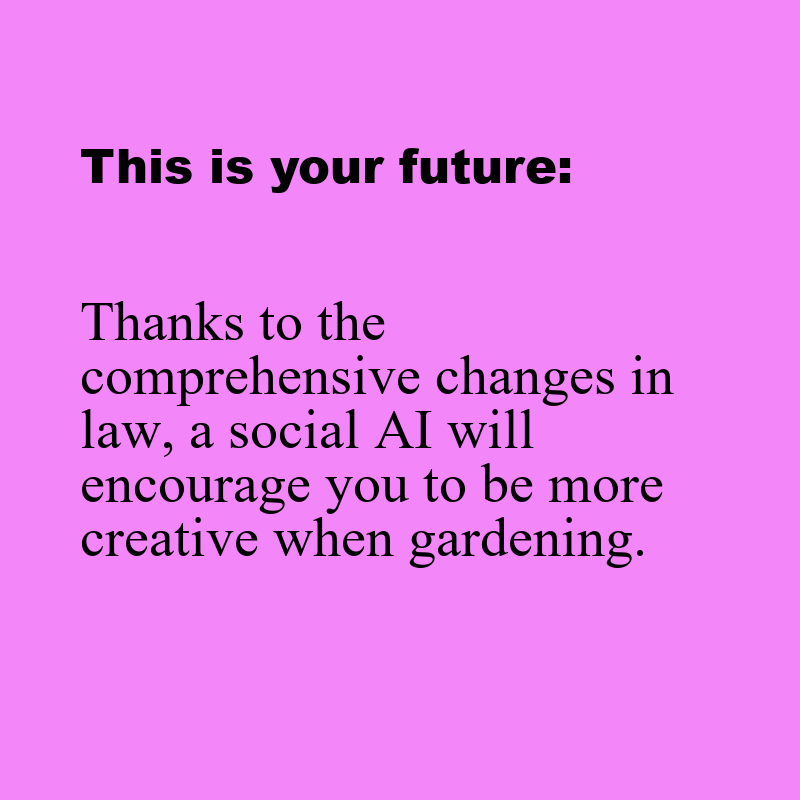 This is your future:
Thanks to the
comprehensive changes in
law, a social AI will
encourage you to be more
creative when gardening.